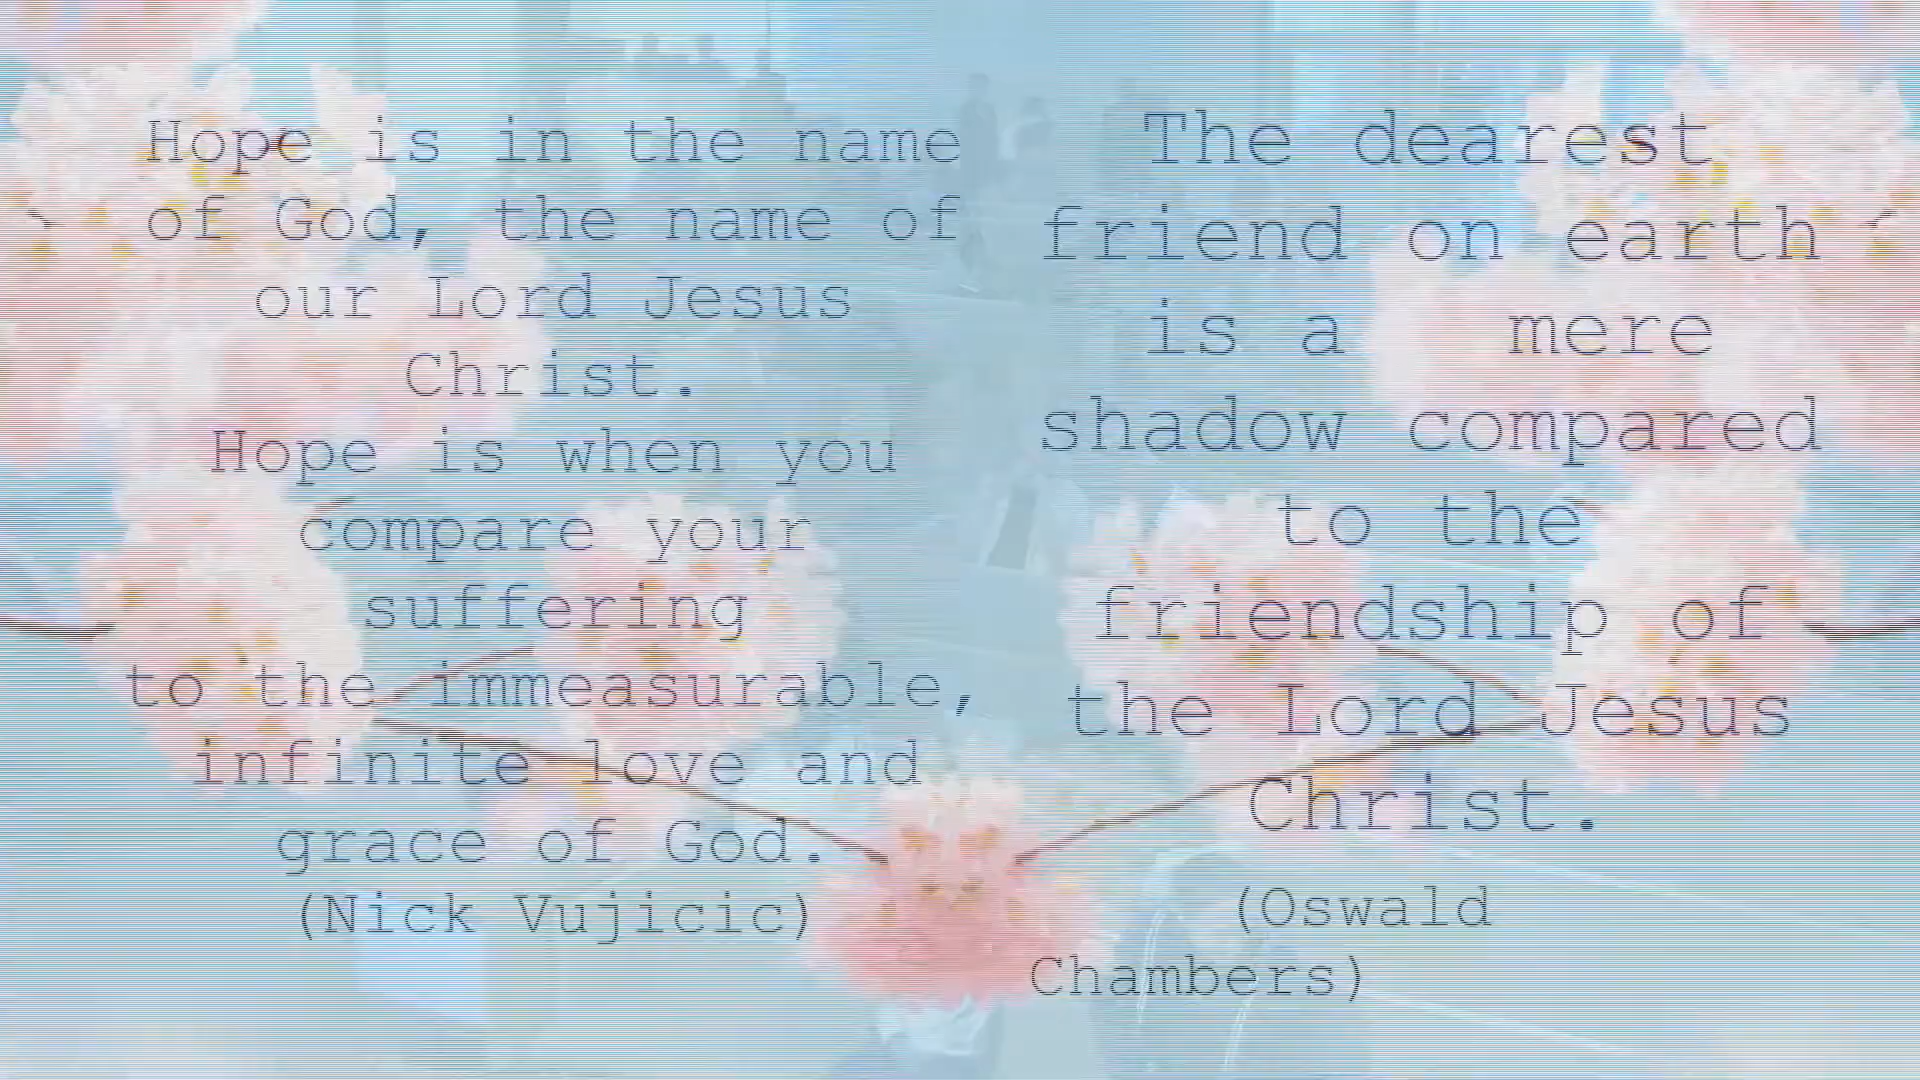 Hope is in the name
of God, the name of
our Lord Jesus
Christ.
Hope is when you
compare your
suffering
to the immeasurable,
infinite love and
grace of God.
(Nick Vujicic)
The dearest
friend on earth
is a mere
shadow compared
to the
friendship of
the Lord Jesus
Christ.
(Oswald
Chambers)